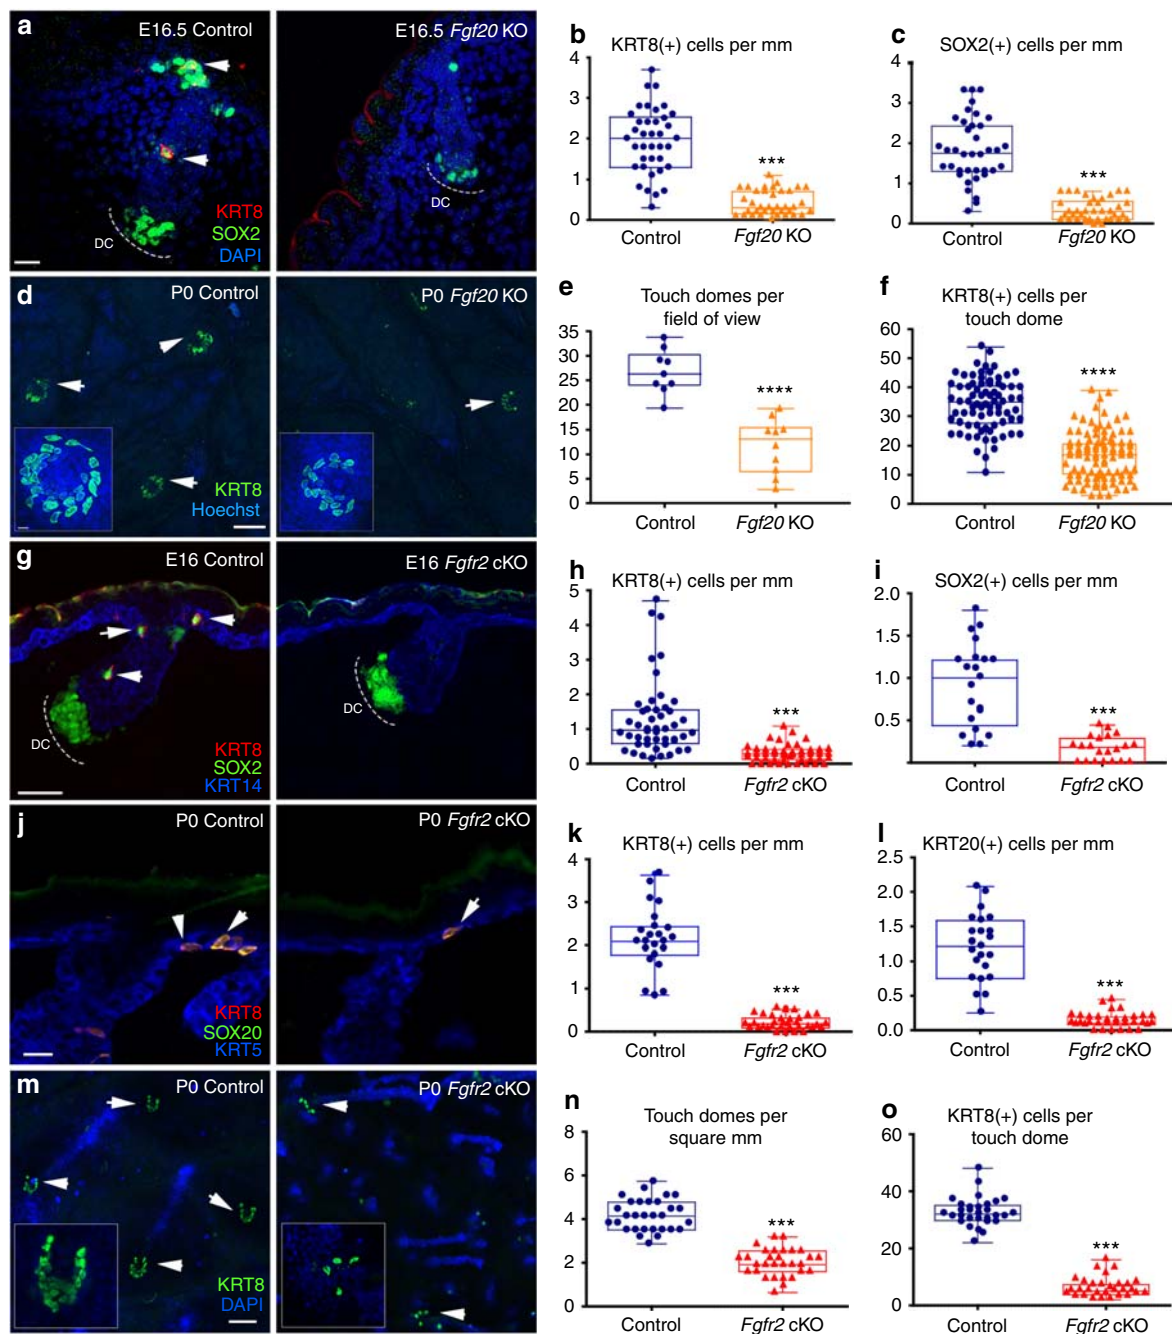 a
E16.5 Control
E16.5 Fgf20 KO
DC
DC
KRT8
SOX2
DAPI
b
KRT8(+) cells per mm
4
3
2
1
0
***
Control
Fgf20 KO
c
SOX2(+) cells per mm
4
3
2
1
0
***
Control
Fgf20 KO
d
P0 Control
P0 Fgf20 KO
KRT8
Hoechst
e
Touch domes per
field of view
35
30
25
20
15
10
5
0
****
Control
Fgf20 KO
f
KRT8(+) cells per
touch dome
60
50
40
30
20
10
0
****
Control
Fgf20 KO
g
E16 Control
E16 Fgfr2 cKO
DC
DC
KRT8
SOX2
KRT14
h
KRT8(+) cells per mm
5
4
3
2
1
0
***
Control
Fgfr2 cKO
i
SOX2(+) cells per mm
2.0
1.5
1.0
0.5
***
Control
Fgfr2 cKO
j
P0 Control
P0 Fgfr2 cKO
KRT8
SOX20
KRT5
k
KRT8(+) cells per mm
4
3
2
1
0
***
Control
Fgfr2 cKO
l
KRT20(+) cells per mm
2.5
2.0
1.5
1.0
0.5
0.0
***
Control
Fgfr2 cKO
m
P0 Control
P0 Fgfr2 cKO
KRT8
DAPI
n
Touch domes per
square mm
8
6
4
2
0
***
Control
Fgfr2 cKO
o
KRT8(+) cells per
touch dome
60
40
20
0
***
Control
Fgfr2 cKO